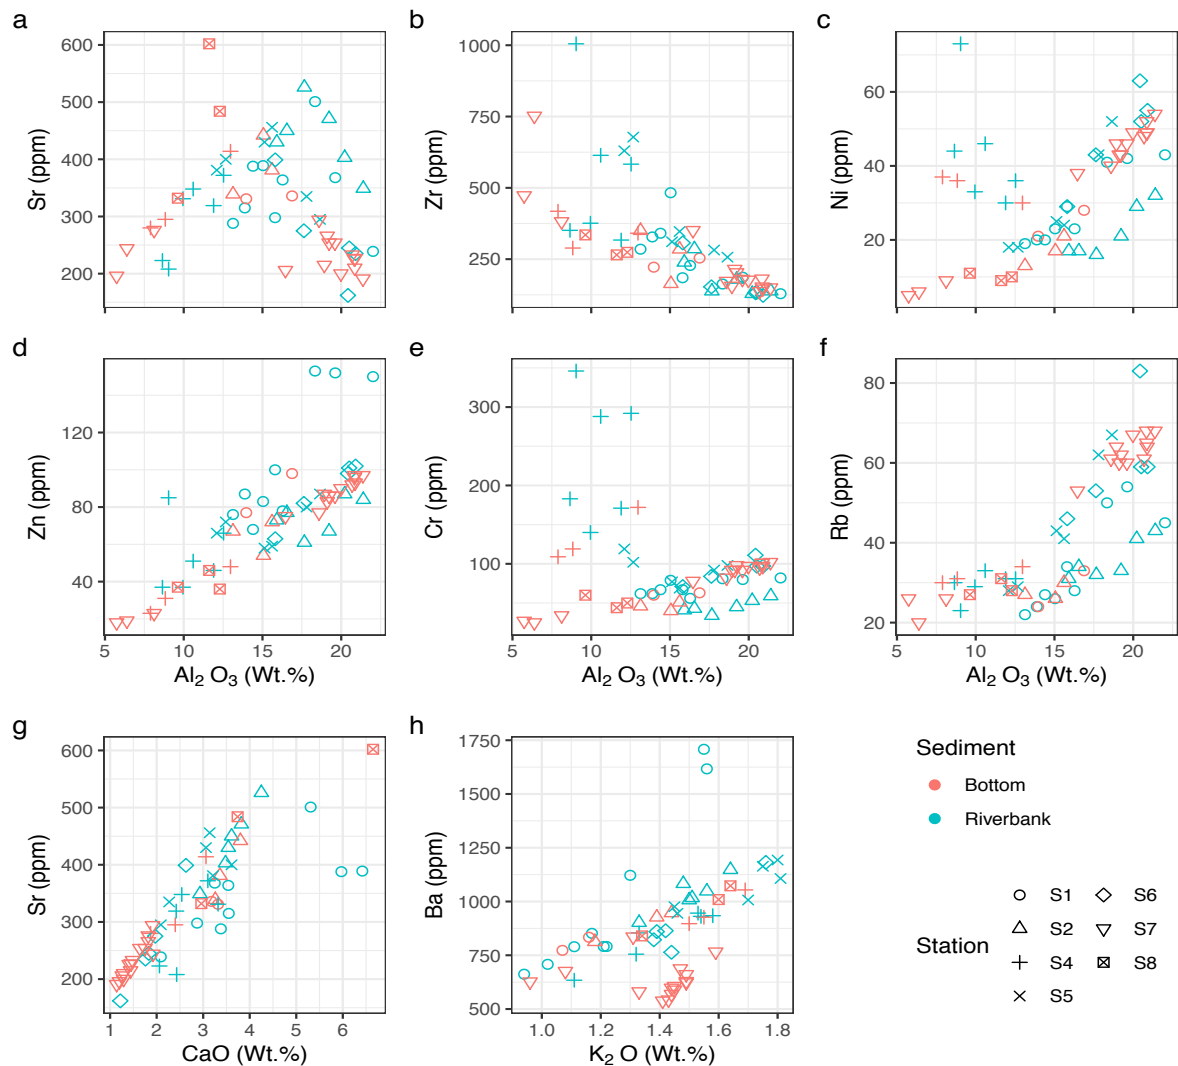 a
b
c
600
500
400
300
200
Sr (ppm)
1000
750
500
250
Zr (ppm)
60
40
20
Ni (ppm)
d
e
f
120
80
40
Zn (ppm)
5 10 15 20
Al₂ O₃ (Wt.%)
300
200
100
Cr (ppm)
5 10 15 20
Al₂ O₃ (Wt.%)
80
60
40
20
Rb (ppm)
5 10 15 20
Al₂ O₃ (Wt.%)
g
h
600
500
400
300
200
Sr (ppm)
1 2 3 4 5 6
CaO (Wt.%)
1750
1500
1250
1000
750
500
Ba (ppm)
1.0 1.2 1.4 1.6 1.8
K₂ O (Wt.%)
Sediment
Bottom
Riverbank
Station
S1 S6
S2 S7
S4 S8
S5